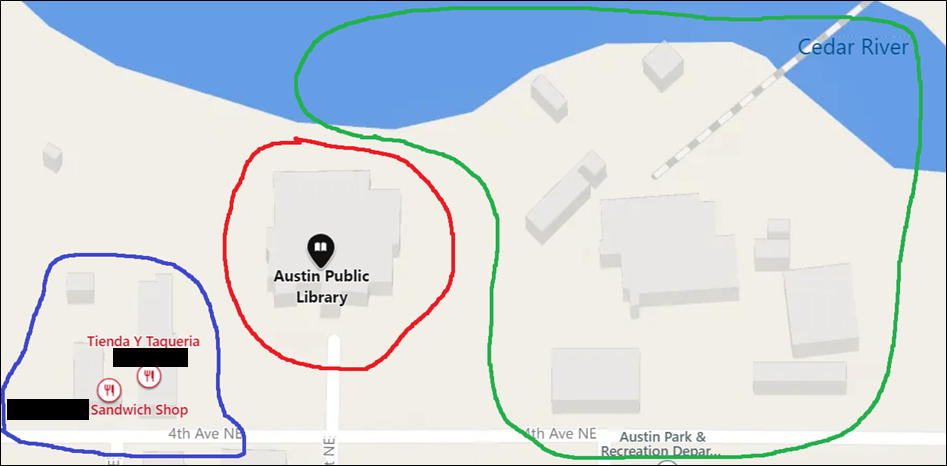 Cedar River
Austin Public
Library
Tienda Y Taqueria
Sandwich Shop
4th Ave NE
4th Ave NE
Austin Park &
Recreation Depar...
t NE
E